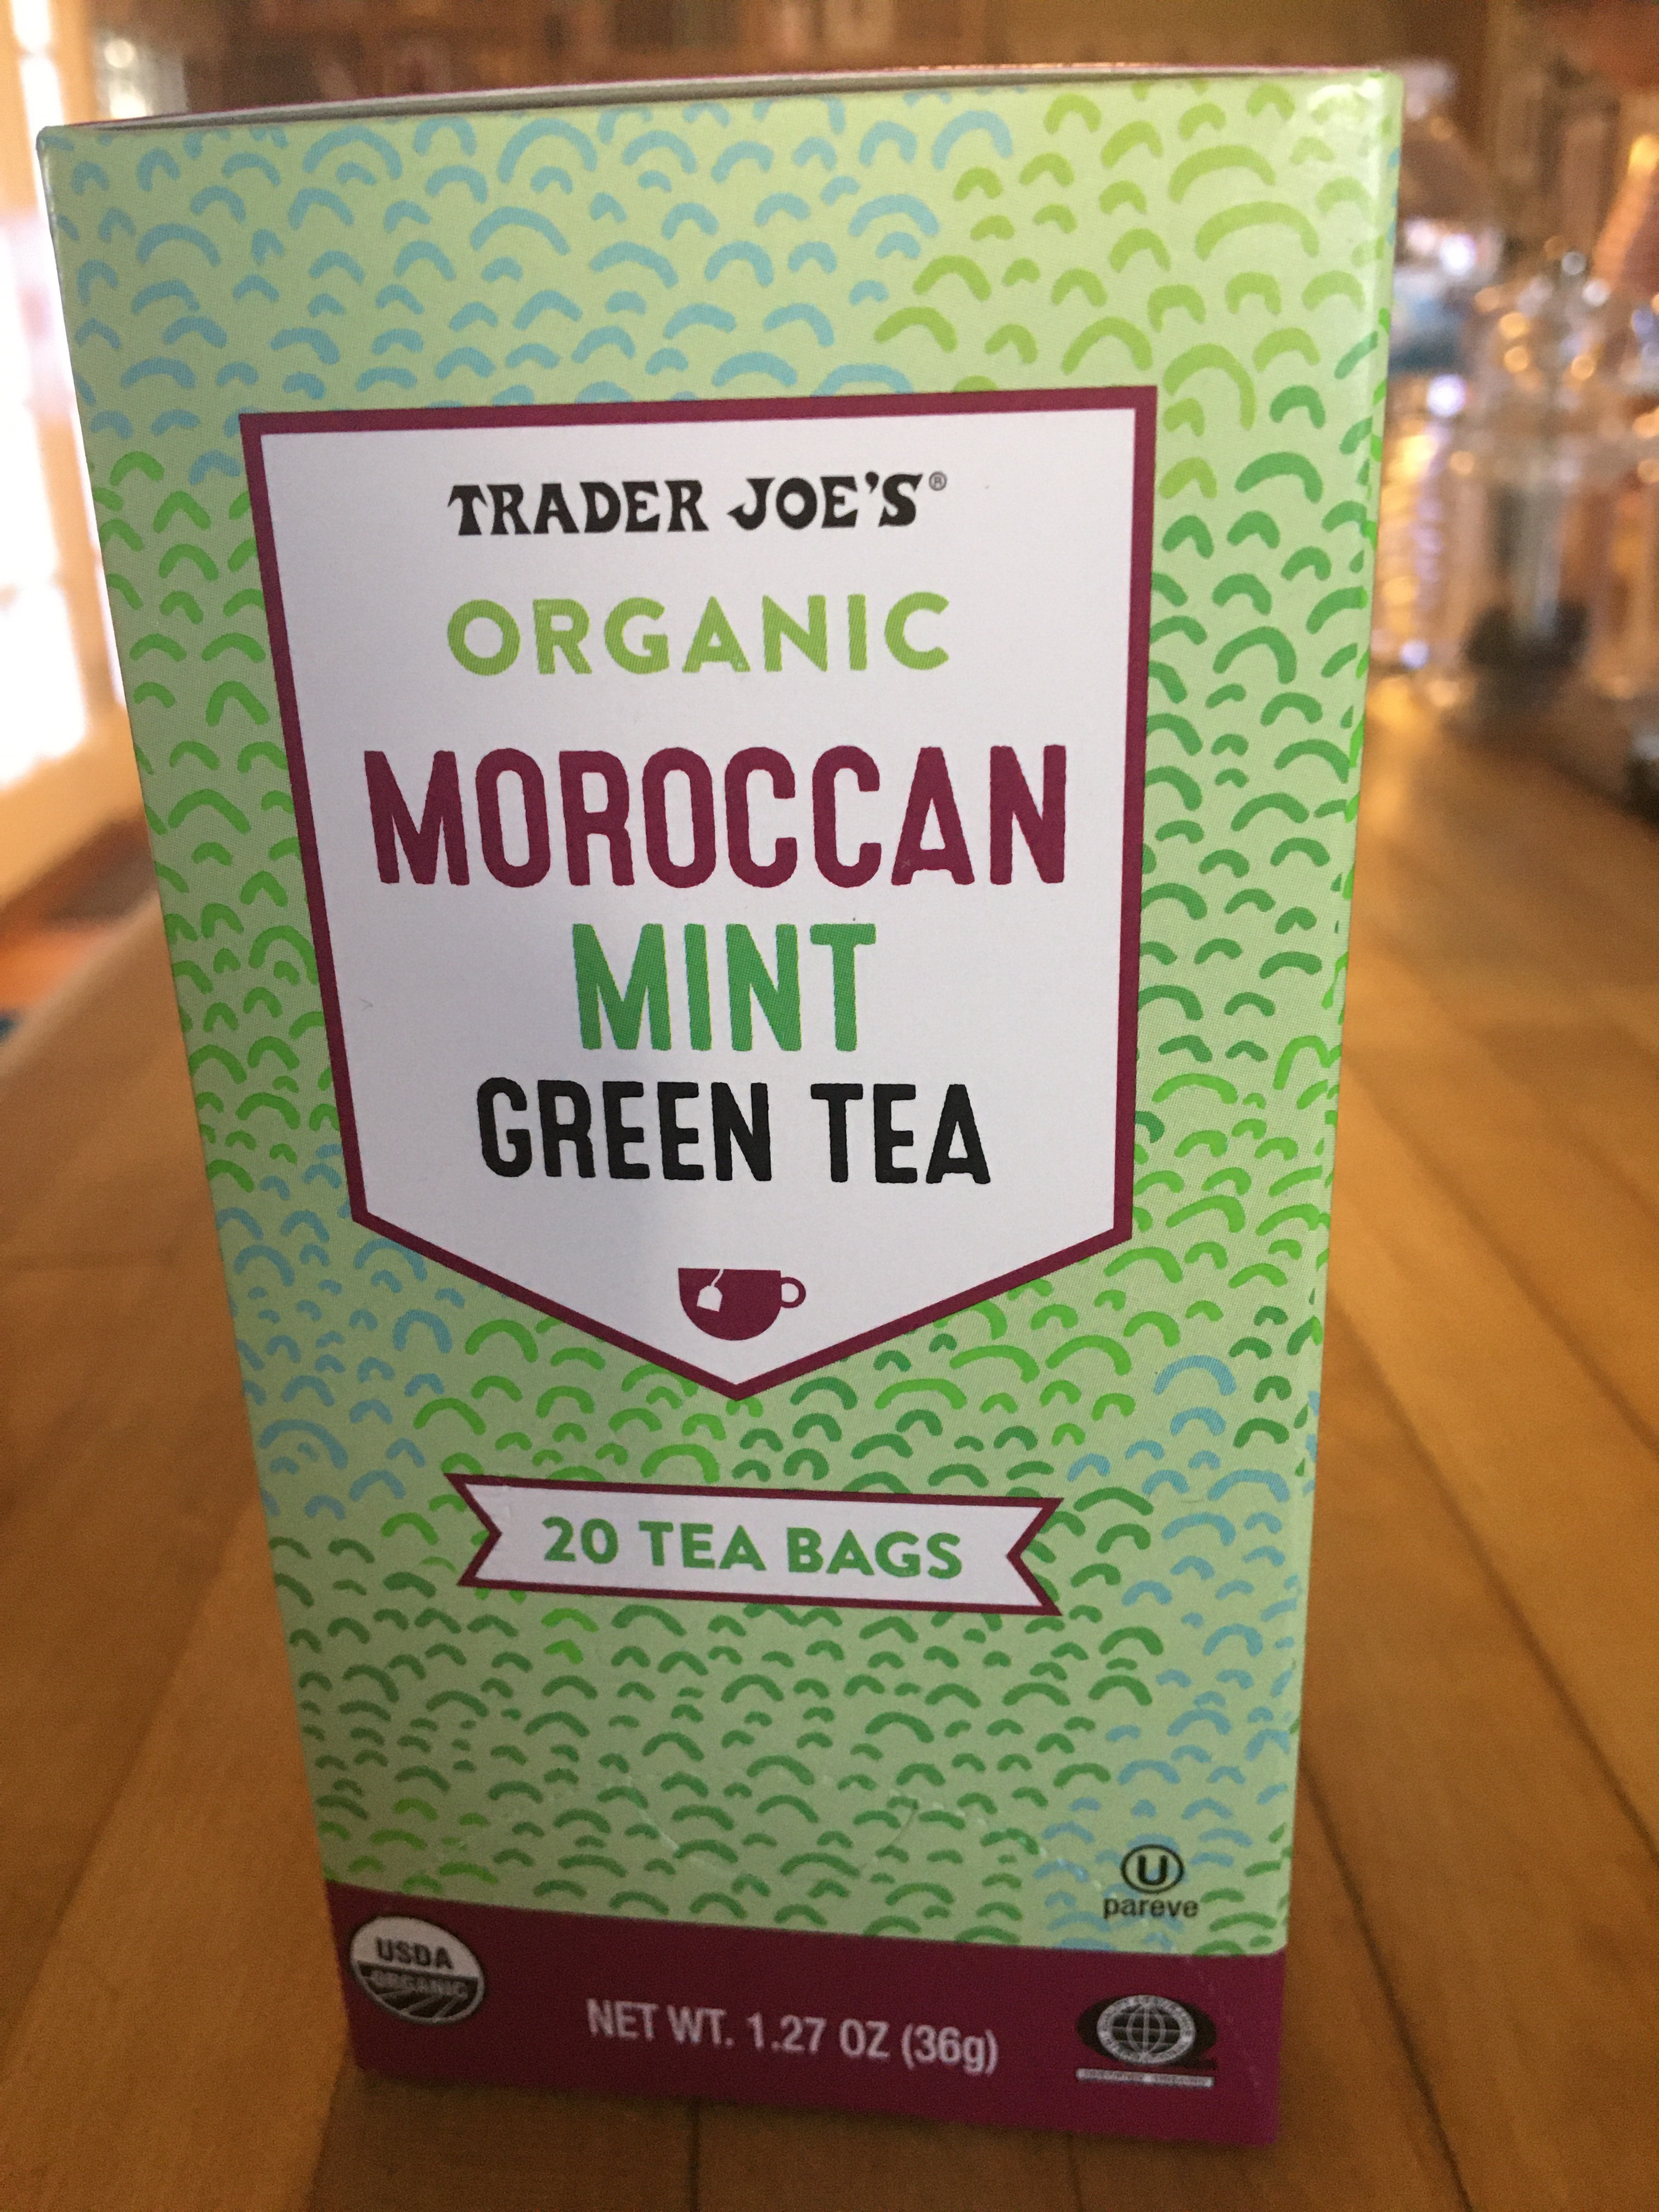 TRADER JOE'S®
ORGANIC
MOROCCAN
MINT
GREEN TEA
20 TEA BAGS
U
pareve
USDA
ORGANIC
NET WT. 1.27 OZ (36g)